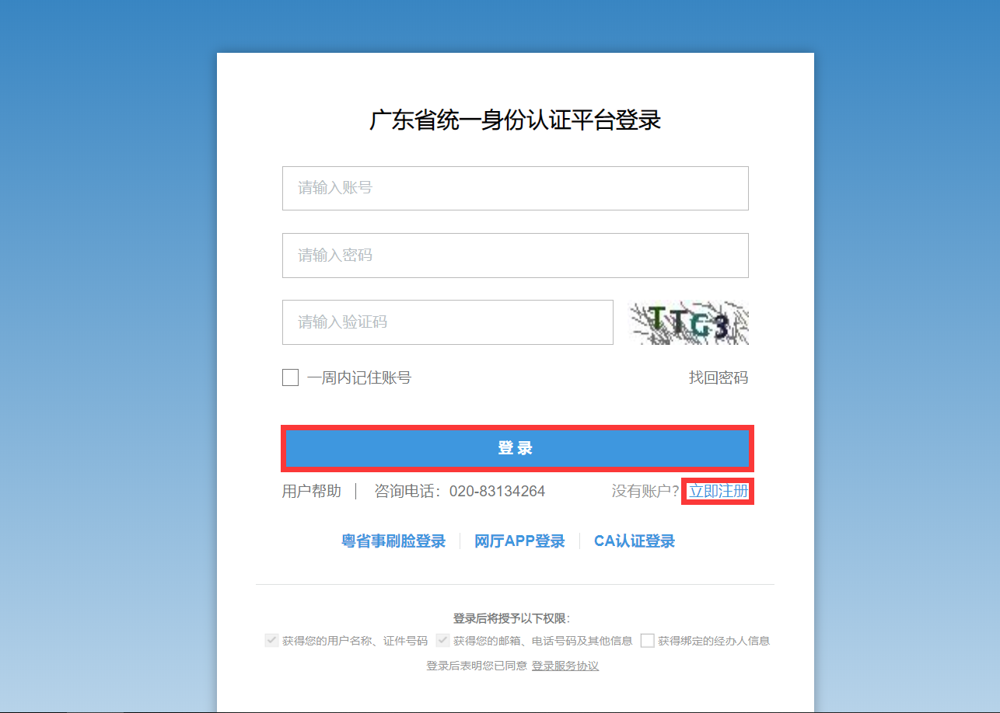 广东省统一身份认证平台登录
请输入账号
请输入密码
请输入验证码 TTG3
一周内记住账号 找回密码
登 录
用户帮助 | 咨询电话：020-83134264 没有账户？立即注册
粤省事刷脸登录 | 网厅APP登录 | CA认证登录
登录后将授予以下权限：
获得您的用户名称、证件号码 获得您的邮箱、电话号码及其他信息 获得绑定的经办人信息
登录后表明您已同意 登录服务协议